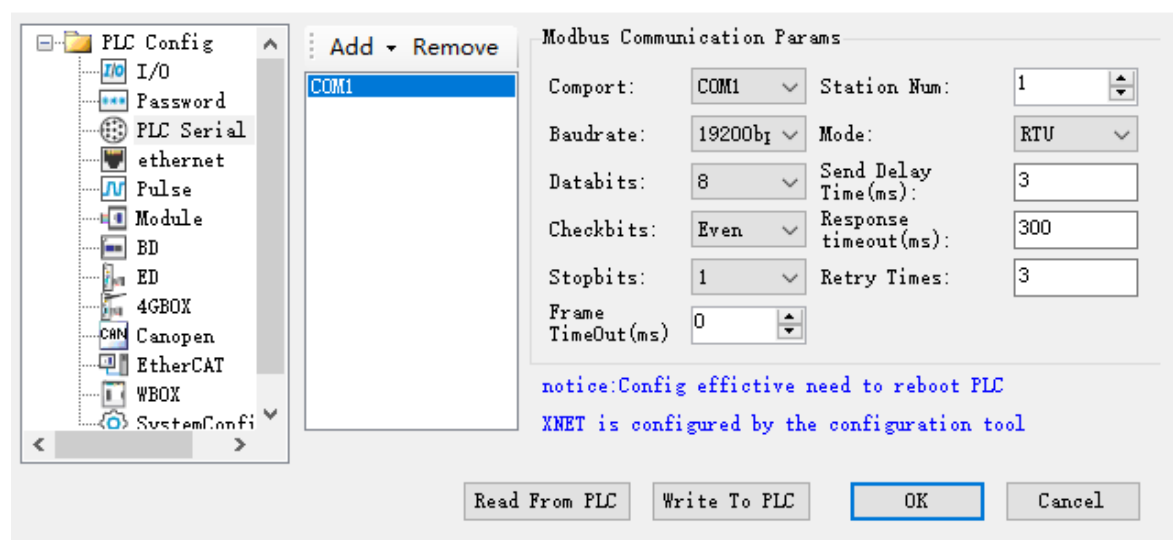 PLC Config
I/O
Password
PLC Serial
ethernet
Pulse
Module
BD
ED
4GBOX
CAN Canopen
EtherCAT
WBOX
SystemConfi
Add Remove
COM1
Modbus Communication Params
Comport: COM1 Station Num: 1
Baudrate: 19200bp Mode: RTU
Databits: 8 Send Delay Time(ms): 3
Checkbits: Even Response timeout(ms): 300
Stopbits: 1 Retry Times: 3
Frame TimeOut(ms) 0
notice:Config effictive need to reboot PLC
XNET is configured by the configuration tool
Read From PLC Write To PLC OK Cancel